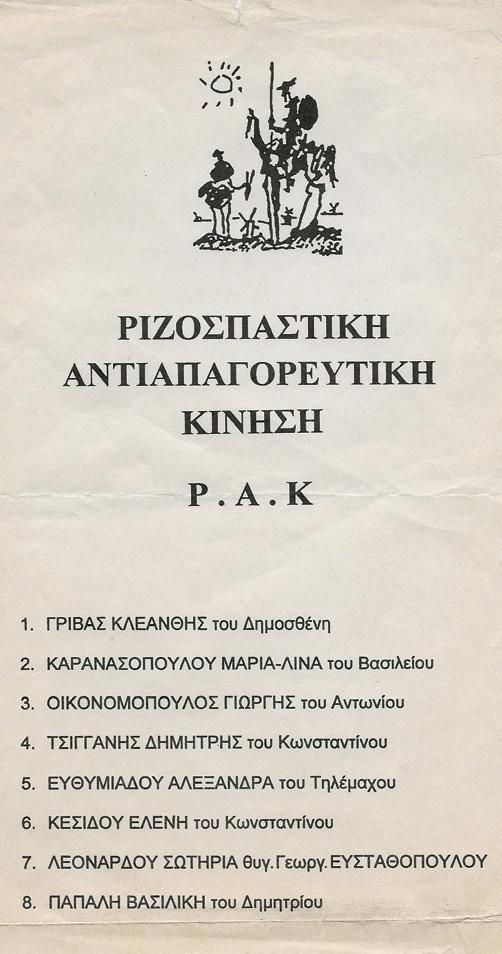 ΡΙΖΟΣΠΑΣΤΙΚΗ
ΑΝΤΙΑΠΑΓΟΡΕΥΤΙΚΗ
ΚΙΝΗΣΗ
Ρ . Α . Κ
1. ΓΡΙΒΑΣ ΚΛΕΑΝΘΗΣ του Δημοσθένη
2. ΚΑΡΑΝΑΣΟΠΟΥΛΟΥ ΜΑΡΙΑ-ΛΙΝΑ του Βασιλείου
3. ΟΙΚΟΝΟΜΟΠΟΥΛΟΣ ΓΙΩΡΓΗΣ του Αντωνίου
4. ΤΣΙΓΓΑΝΗΣ ΔΗΜΗΤΡΗΣ του Κωνσταντίνου
5. ΕΥΘΥΜΙΑΔΟΥ ΑΛΕΞΑΝΔΡΑ του Τηλέμαχου
6. ΚΕΣΙΔΟΥ ΕΛΕΝΗ του Κωνσταντίνου
7. ΛΕΟΝΑΡΔΟΥ ΣΩΤΗΡΙΑ θυγ.Γεωργ.ΕΥΣΤΑΘΟΠΟΥΛΟΥ
8. ΠΑΠΑΛΗ ΒΑΣΙΛΙΚΗ του Δημητρίου